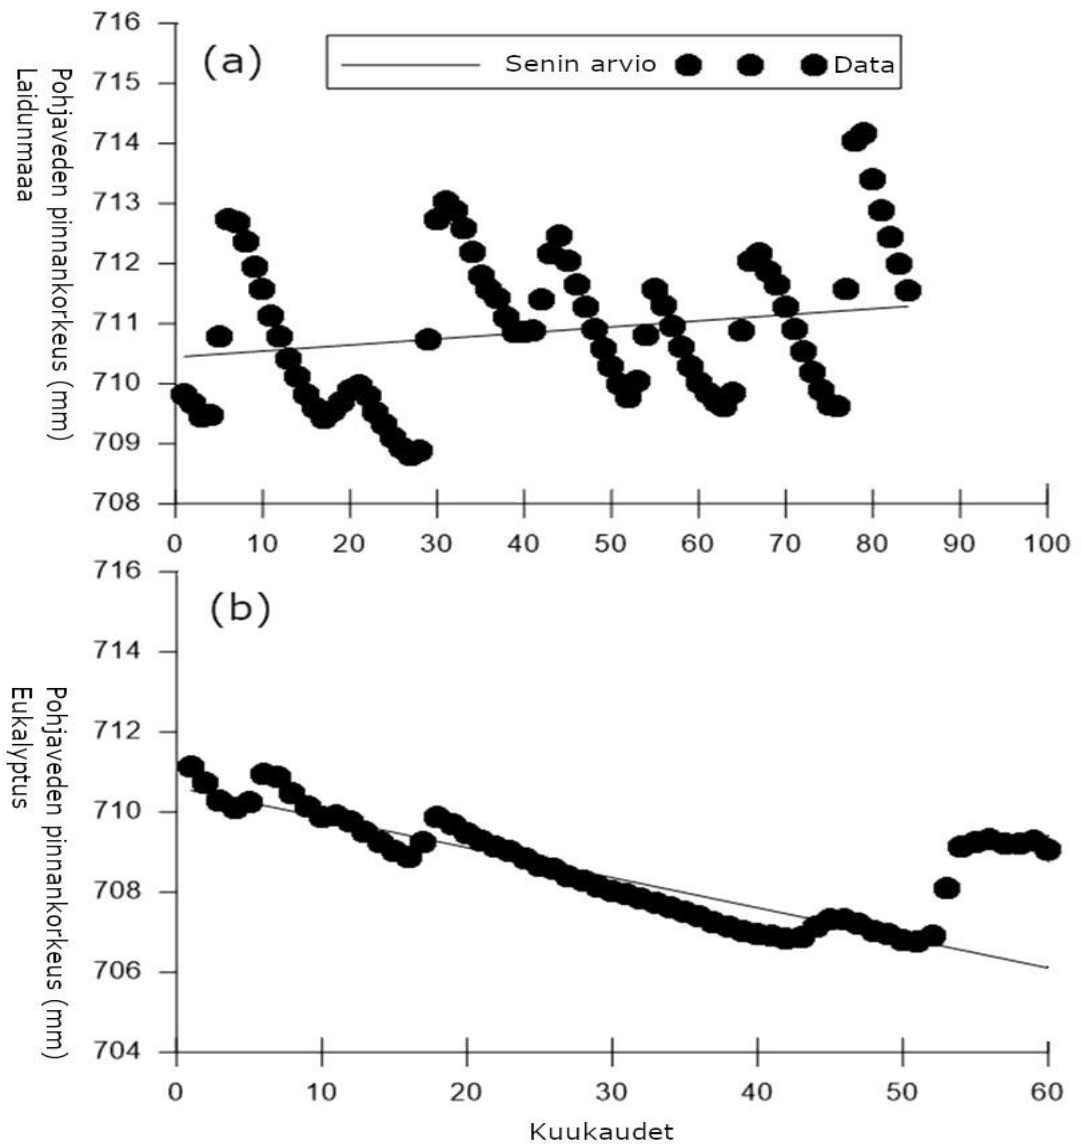 716
715
714
713
712
711
710
709
708
Pohjaveden pinnankorkeus (mm)
Laidunmaaa
(a)
Senin arvio
Data
0 10 20 30 40 50 60 70 80 90 100
716
714
712
710
708
706
704
Pohjaveden pinnankorkeus (mm)
Eukalyptus
(b)
0 10 20 30 40 50 60
Kuukaudet